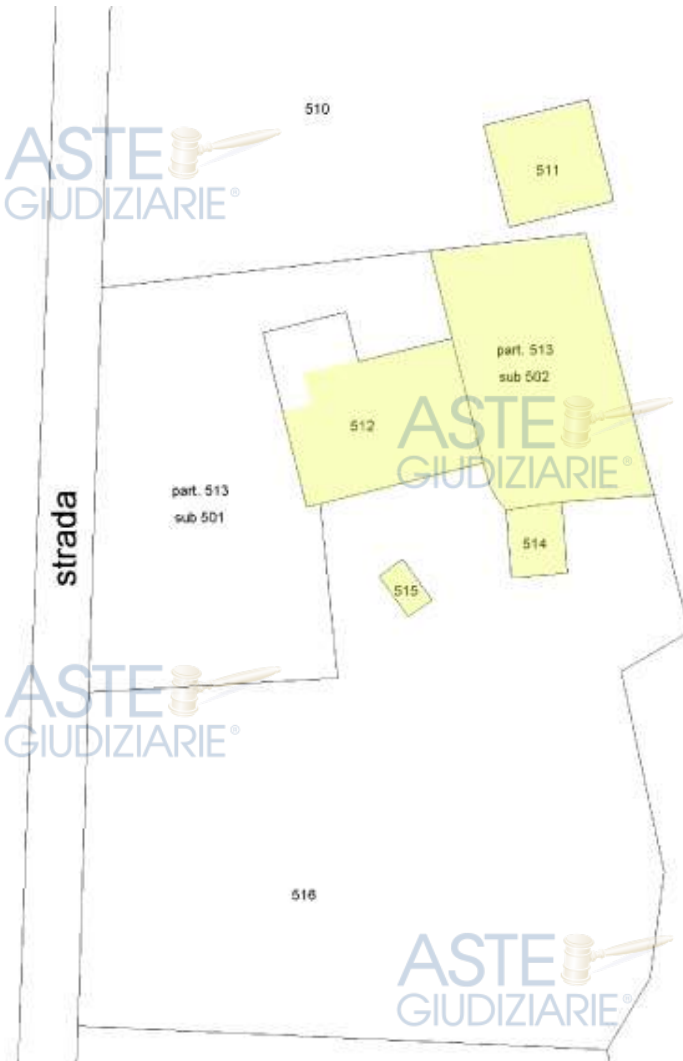 510
ASTE
GIUDIZIARIE®
511
part. 513
sub 502
512
ASTE
GIUDIZIARIE®
part. 513
sub 501
strada
514
515
ASTE
GIUDIZIARIE®
516
ASTE
GIUDIZIARIE®